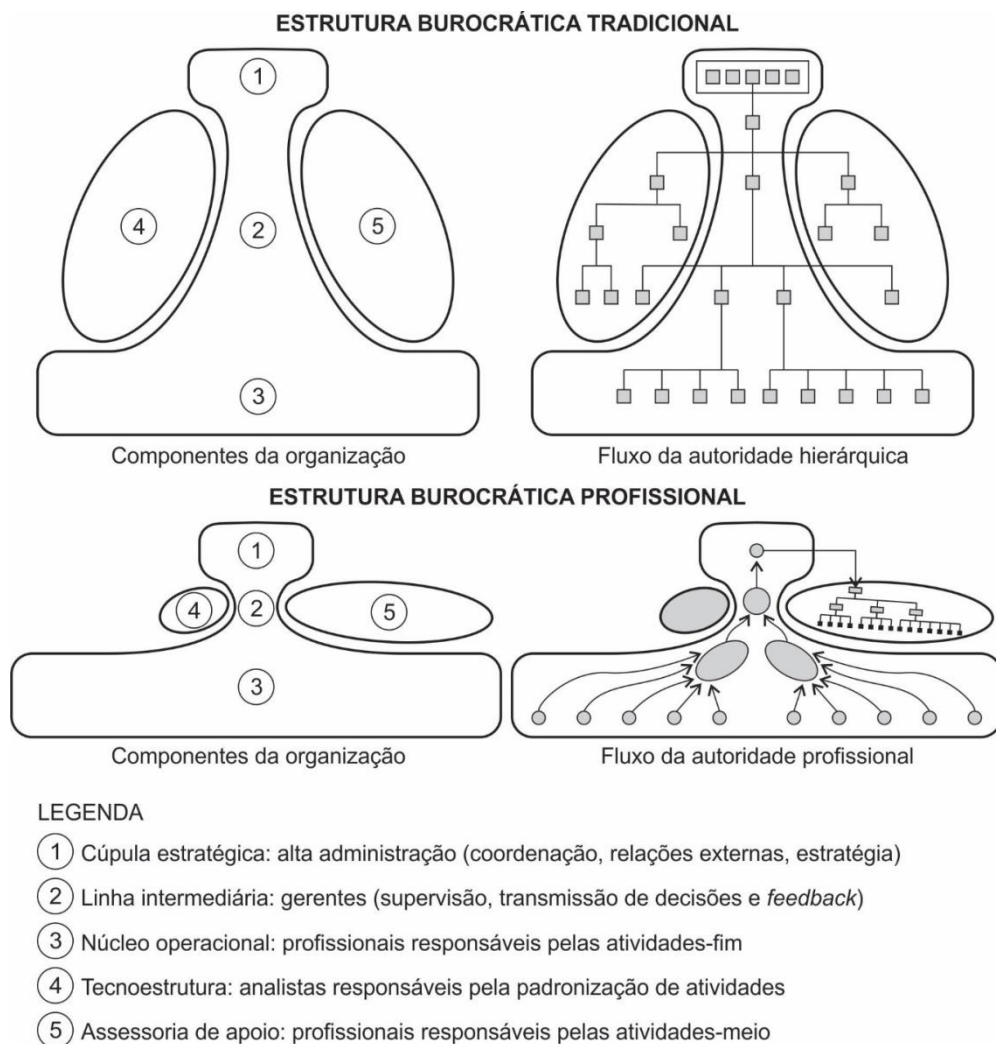 ESTRUTURA BUROCRÁTICA TRADICIONAL
1
4
2
5
3
Componentes da organização
Fluxo da autoridade hierárquica
ESTRUTURA BUROCRÁTICA PROFISSIONAL
1
4
2
5
3
Componentes da organização
Fluxo da autoridade profissional
LEGENDA
1 Cúpula estratégica: alta administração (coordenação, relações externas, estratégia)
2 Linha intermediária: gerentes (supervisão, transmissão de decisões e feedback)
3 Núcleo operacional: profissionais responsáveis pelas atividades-fim
4 Tecnoestrutura: analistas responsáveis pela padronização de atividades
5 Assessoria de apoio: profissionais responsáveis pelas atividades-meio